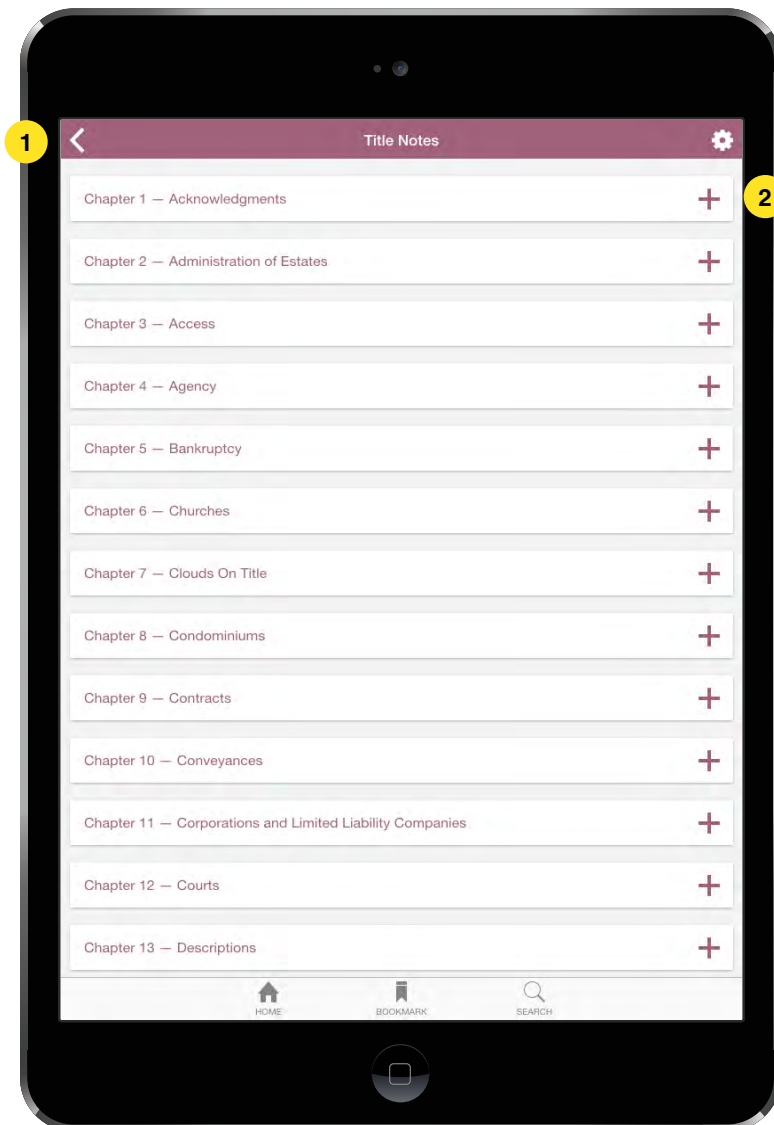 1
Title Notes
Chapter 1 — Acknowledgments
2
Chapter 2 — Administration of Estates
Chapter 3 — Access
Chapter 4 — Agency
Chapter 5 — Bankruptcy
Chapter 6 — Churches
Chapter 7 — Clouds On Title
Chapter 8 — Condominiums
Chapter 9 — Contracts
Chapter 10 — Conveyances
Chapter 11 — Corporations and Limited Liability Companies
Chapter 12 — Courts
Chapter 13 — Descriptions
HOME BOOKMARK SEARCH